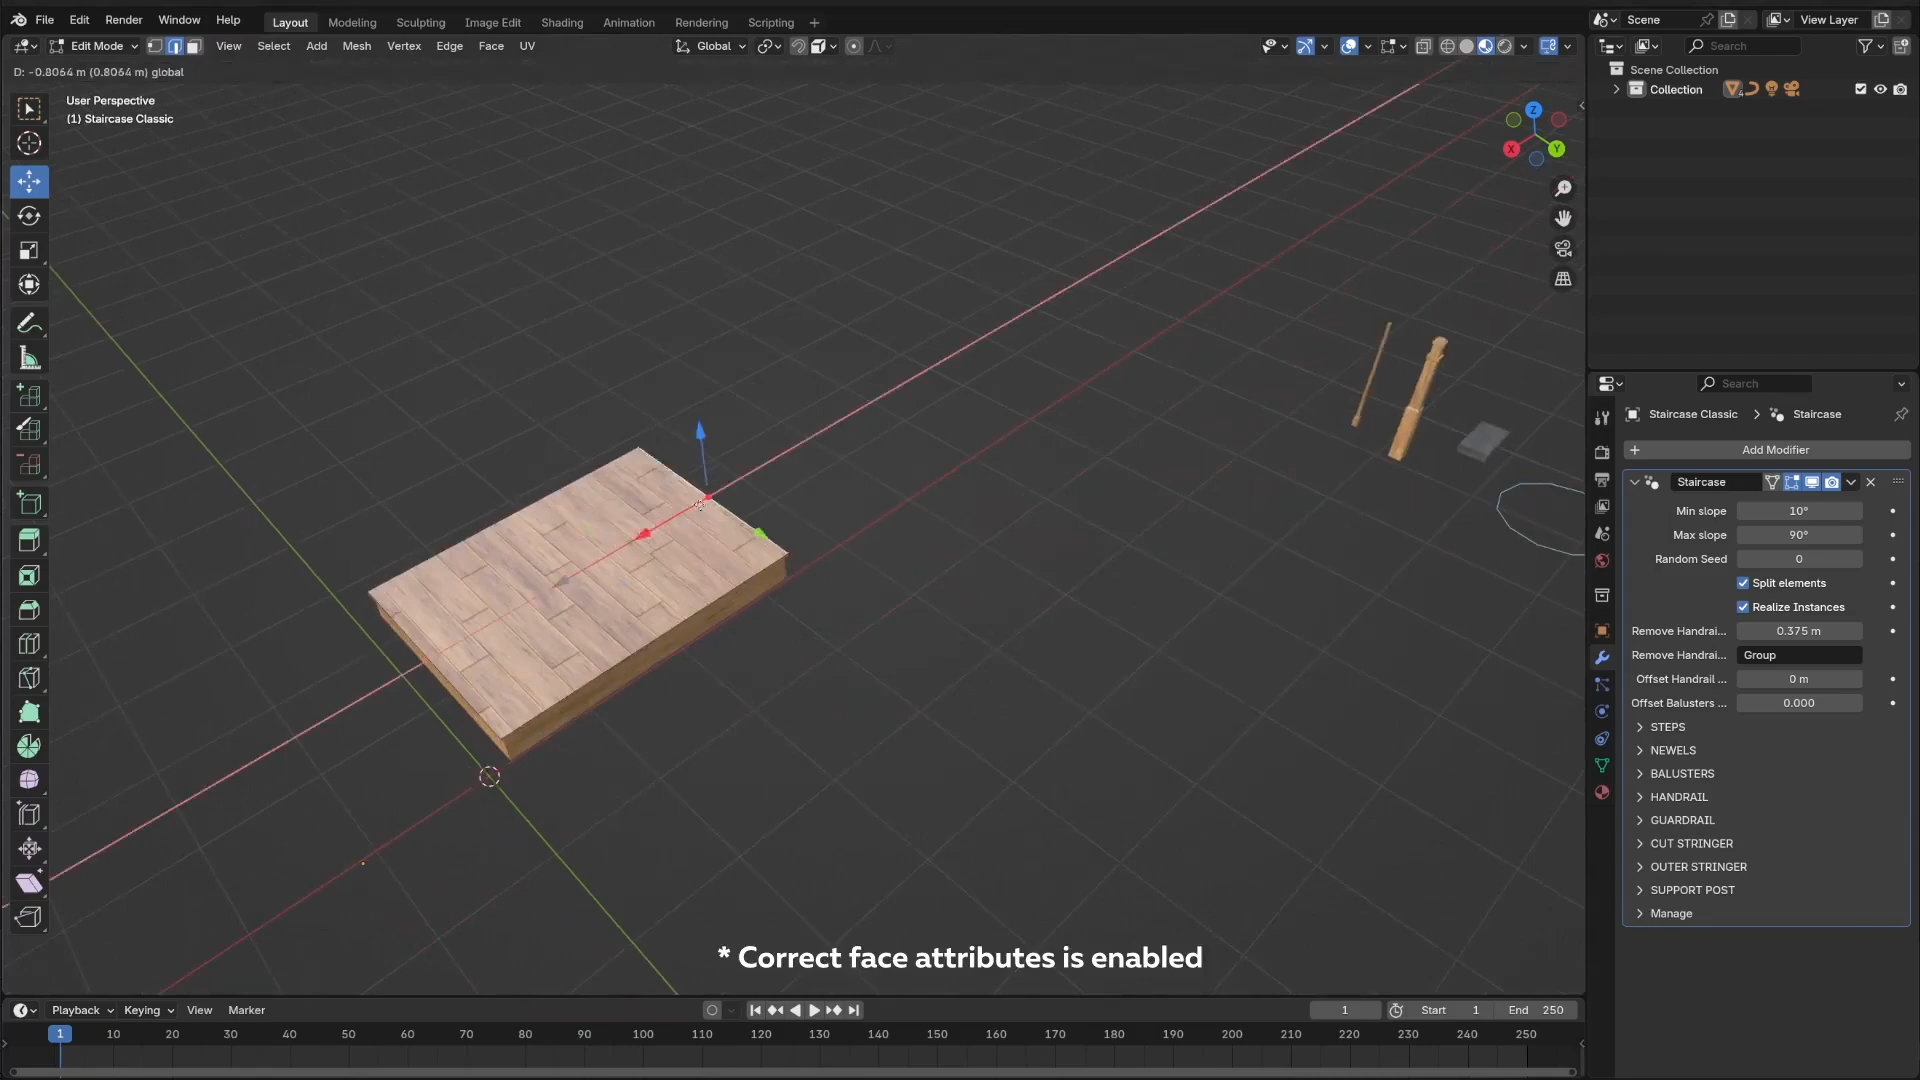 File Edit Render Window Help Layout Modeling Sculpting UV Image Edit Shading Animation Rendering Scripting +
Scene View Layer
Edit Mode View Select Add Mesh Vertex Edge Face UV Global
Search
D: -0.8064 m (0.8064 m) global
User Perspective
(1) Staircase Classic
Z
X
Y
Scene Collection
Collection
Search
Staircase Classic > Staircase
+ Add Modifier
Staircase
Min slope 10°
Max slope 90°
Random Seed 0
Split elements
Realize Instances
Remove Handrai... 0.375 m
Remove Handrai... Group
Offset Handrail ... 0 m
Offset Balusters ... 0.000
STEPS
NEWELS
BALUSTERS
HANDRAIL
GUARDRAIL
CUT STRINGER
OUTER STRINGER
SUPPORT POST
Manage
* Correct face attributes is enabled
Playback Keying View Marker
1 Start 1 End 250
1 10 20 30 40 50 60 70 80 90 100 110 120 130 140 150 160 170 180 190 200 210 220 230 240 250